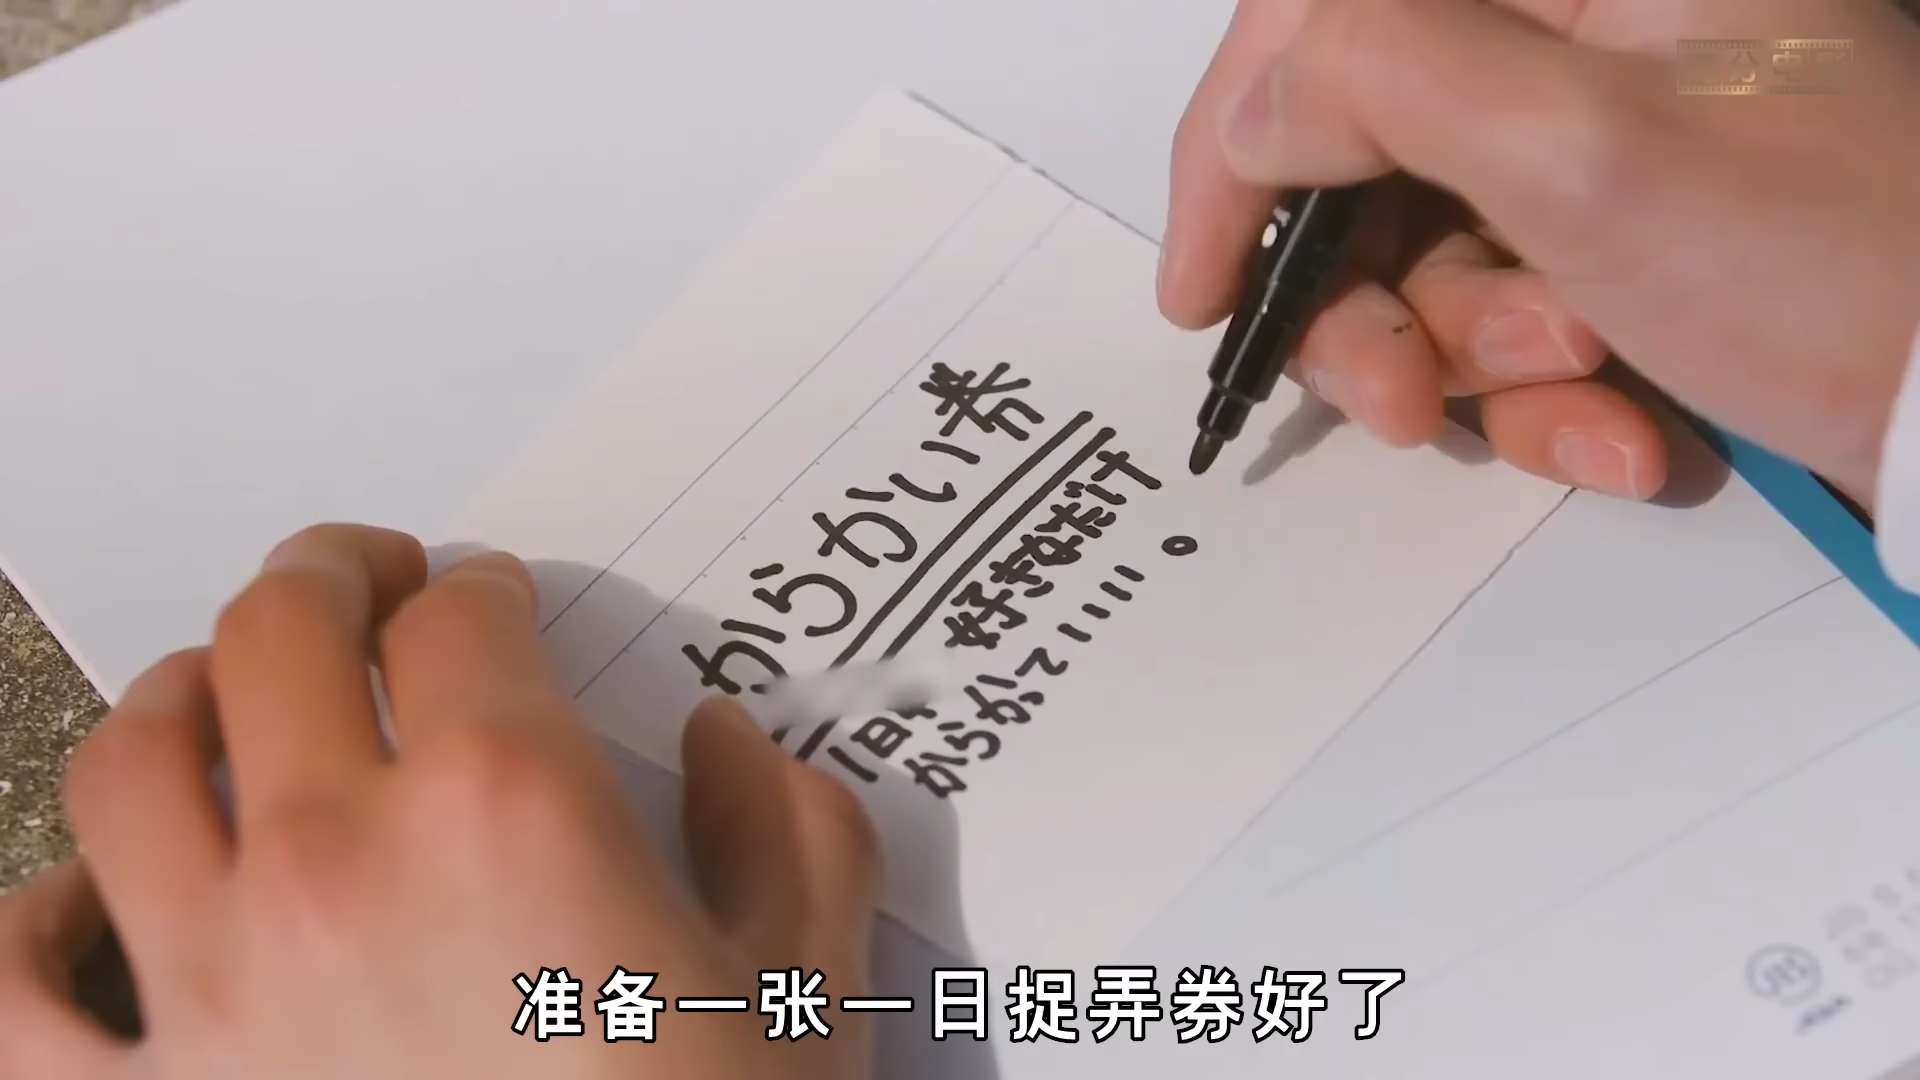 からかい券
1日
好きなだけ
からかっていい。
准备一张一日捉弄券好了